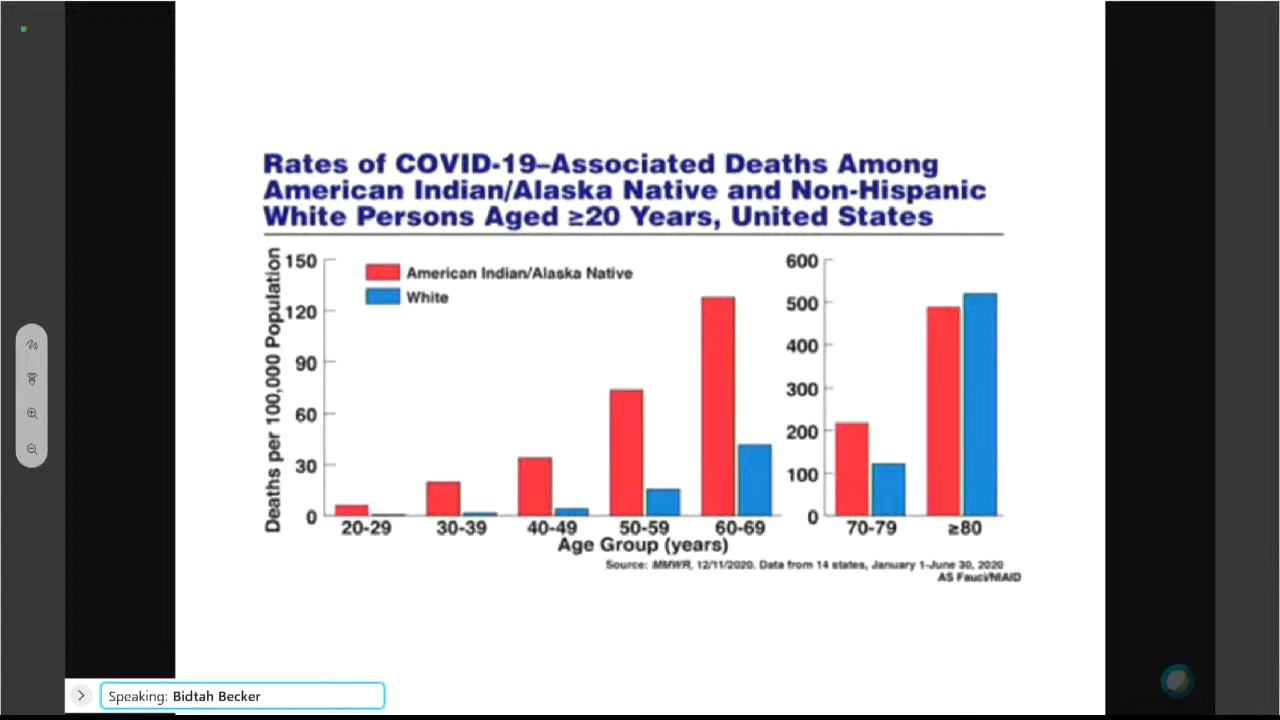 Rates of COVID-19–Associated Deaths Among
American Indian/Alaska Native and Non-Hispanic
White Persons Aged ≥20 Years, United States
Deaths per 100,000 Population
150
120
90
60
30
0
American Indian/Alaska Native
White
20-29
30-39
40-49
50-59
60-69
600
500
400
300
200
100
0
70-79
≥80
Age Group (years)
Source: MMWR, 12/11/2020. Data from 14 states, January 1-June 30, 2020
AS Fauci/NIAID
Speaking: Bidtah Becker